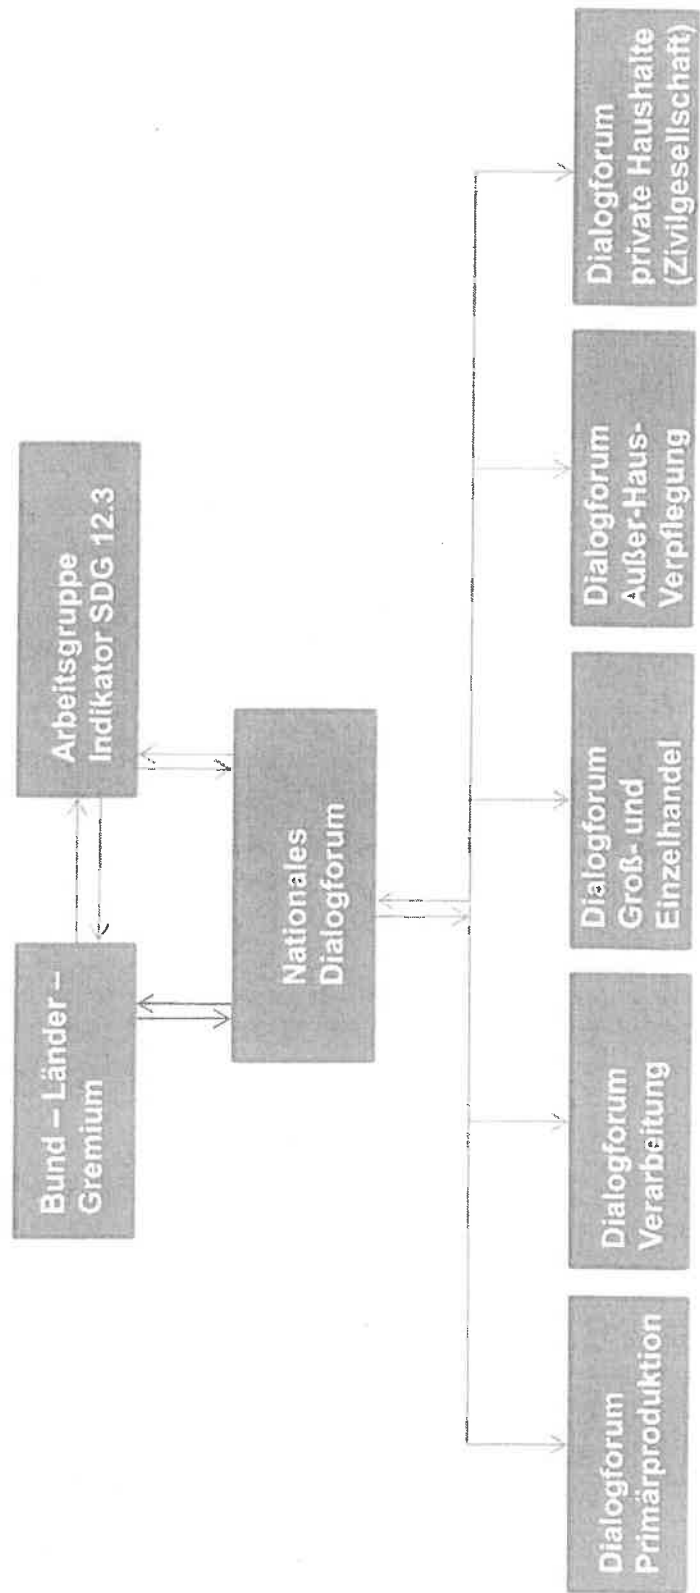 Bund – Länder –
Gremium
Arbeitsgruppe
Indikator SDG 12.3
Nationales
Dialogforum
Dialogforum
Primärproduktion
Dialogforum
Verarbeitung
Dialogforum
Groß- und
Einzelhandel
Dialogforum
Außer-Haus-
Verpflegung
Dialogforum
private Haushalte
(Zivilgesellschaft)